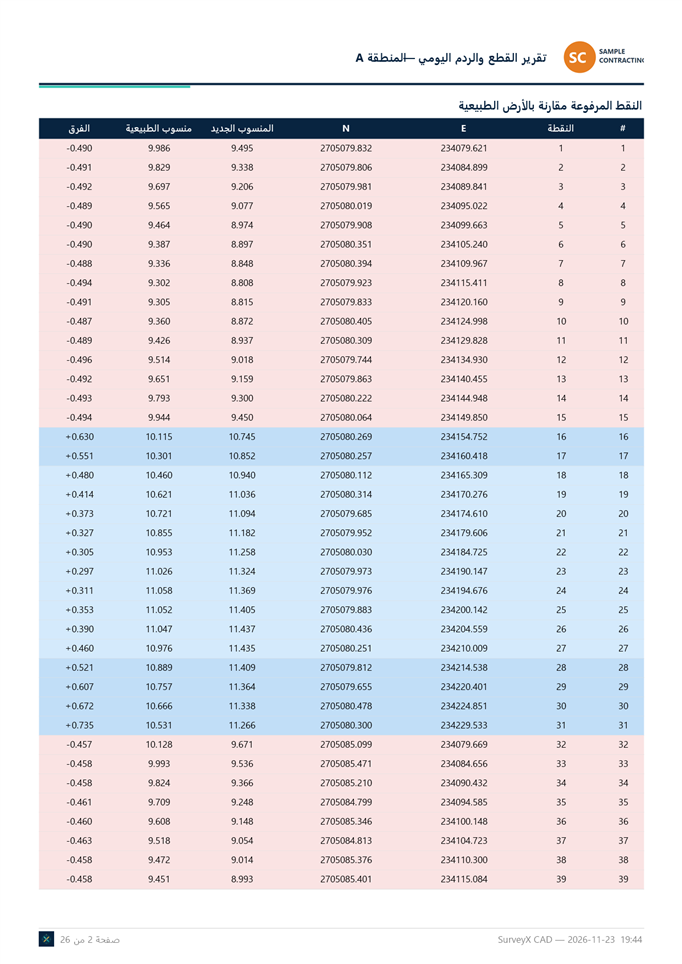 تقرير القطع والردم اليومي —المنطقة A
SC SAMPLE
CONTRACTING
النقط المرفوعة مقارنة بالأرض الطبيعية
# النقطة E N المنسوب الجديد منسوب الطبيعية الفرق
1 1 234079.621 2705079.832 9.495 9.986 -0.490
2 2 234084.899 2705079.806 9.338 9.829 -0.491
3 3 234089.841 2705079.981 9.206 9.697 -0.492
4 4 234095.022 2705080.019 9.077 9.565 -0.489
5 5 234099.663 2705079.908 8.974 9.464 -0.490
6 6 234105.240 2705080.351 8.897 9.387 -0.490
7 7 234109.967 2705080.394 8.848 9.336 -0.488
8 8 234115.411 2705079.923 8.808 9.302 -0.494
9 9 234120.160 2705079.833 8.815 9.305 -0.491
10 10 234124.998 2705080.405 8.872 9.360 -0.487
11 11 234129.828 2705080.309 8.937 9.426 -0.489
12 12 234134.930 2705079.744 9.018 9.514 -0.496
13 13 234140.455 2705079.863 9.159 9.651 -0.492
14 14 234144.948 2705080.222 9.300 9.793 -0.493
15 15 234149.850 2705080.064 9.450 9.944 -0.494
16 16 234154.752 2705080.269 10.745 10.115 +0.630
17 17 234160.418 2705080.257 10.852 10.301 +0.551
18 18 234165.309 2705080.112 10.940 10.460 +0.480
19 19 234170.276 2705080.314 11.036 10.621 +0.414
20 20 234174.610 2705079.685 11.094 10.721 +0.373
21 21 234179.606 2705079.952 11.182 10.855 +0.327
22 22 234184.725 2705080.030 11.258 10.953 +0.305
23 23 234190.147 2705079.973 11.324 11.026 +0.297
24 24 234194.676 2705079.976 11.369 11.058 +0.311
25 25 234200.142 2705079.883 11.405 11.052 +0.353
26 26 234204.559 2705080.436 11.437 11.047 +0.390
27 27 234210.009 2705080.251 11.435 10.976 +0.460
28 28 234214.538 2705079.812 11.409 10.889 +0.521
29 29 234220.401 2705079.655 11.364 10.757 +0.607
30 30 234224.851 2705080.478 11.338 10.666 +0.672
31 31 234229.533 2705080.300 11.266 10.531 +0.735
32 32 234079.669 2705085.099 9.671 10.128 -0.457
33 33 234084.656 2705085.471 9.536 9.993 -0.458
34 34 234090.432 2705085.210 9.366 9.824 -0.458
35 35 234094.585 2705084.799 9.248 9.709 -0.461
36 36 234100.148 2705085.346 9.148 9.608 -0.460
37 37 234104.723 2705084.813 9.054 9.518 -0.463
38 38 234110.300 2705085.376 9.014 9.472 -0.458
39 39 234115.084 2705085.401 8.993 9.451 -0.458
SurveyX CAD — 2026-11-23 19:44
صفحة 2 من 26